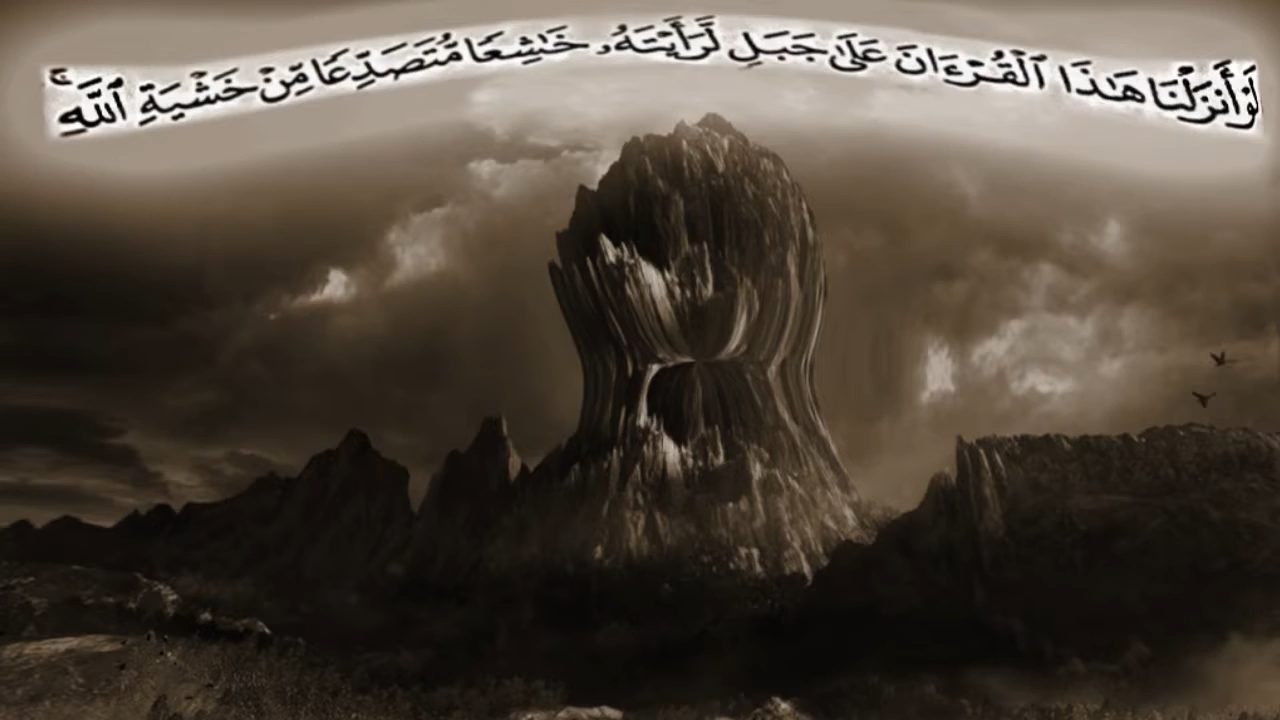 لَوْ أَنزَلْنَا هَـٰذَا ٱلْقُرْءَانَ عَلَىٰ جَبَلٍ لَّرَأَيْتَهُۥ خَـٰشِعًا مُّتَصَدِّعًا مِّنْ خَشْيَةِ ٱللَّهِ ۚ